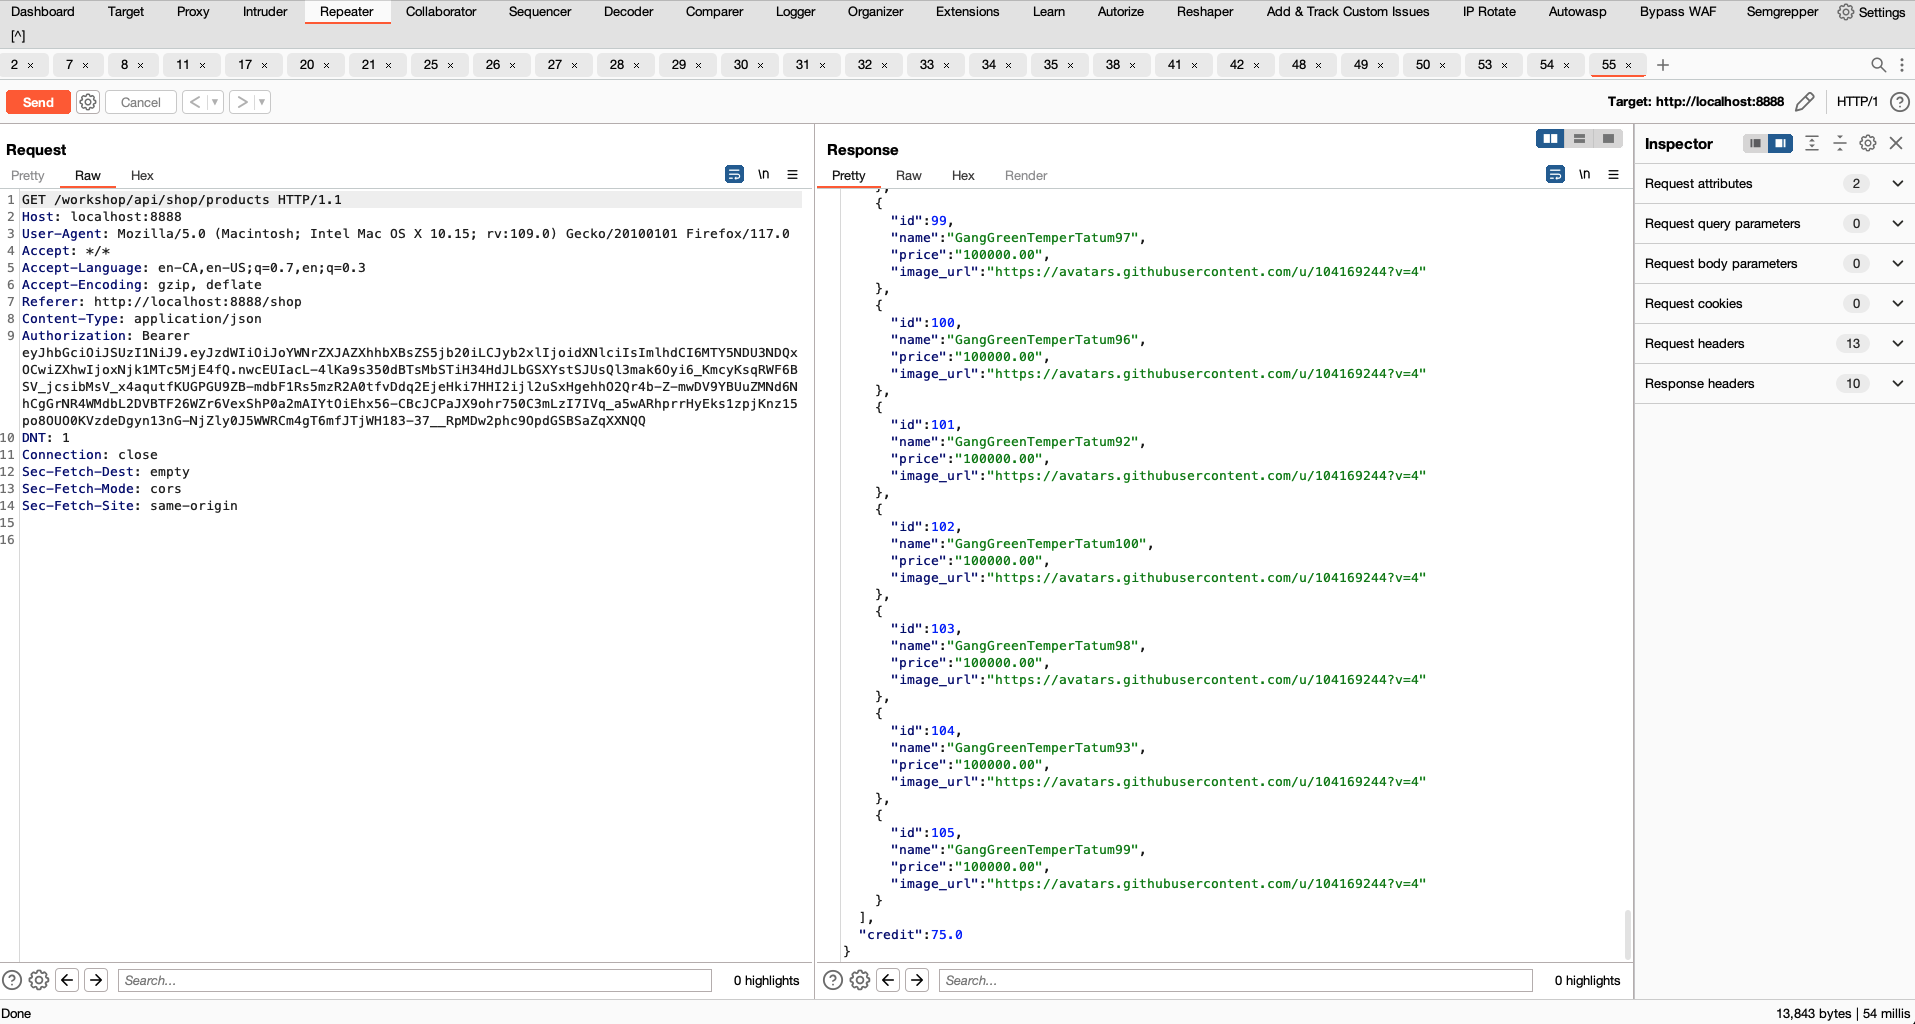 Dashboard Target Proxy Intruder Repeater Collaborator Sequencer Decoder Comparer Logger Organizer Extensions Learn Autorize Reshaper Add & Track Custom Issues IP Rotate Autowasp Bypass WAF Semgrepper Settings
[^]
2 × 7 × 8 × 11 × 17 × 20 × 21 × 25 × 26 × 27 × 28 × 29 × 30 × 31 × 32 × 33 × 34 × 35 × 38 × 41 × 42 × 48 × 49 × 50 × 53 × 54 × 55 × +
Send Cancel < > Target: http://localhost:8888 HTTP/1 ?
Request
Pretty Raw Hex \n
1 GET /workshop/api/shop/products HTTP/1.1
2 Host: localhost:8888
3 User-Agent: Mozilla/5.0 (Macintosh; Intel Mac OS X 10.15; rv:109.0) Gecko/20100101 Firefox/117.0
4 Accept: */*
5 Accept-Language: en-CA,en-US;q=0.7,en;q=0.3
6 Accept-Encoding: gzip, deflate
7 Referer: http://localhost:8888/shop
8 Content-Type: application/json
9 Authorization: Bearer
10 DNT: 1
11 Connection: close
12 Sec-Fetch-Dest: empty
13 Sec-Fetch-Mode: cors
14 Sec-Fetch-Site: same-origin
15
16
? Search... 0 highlights
Response
Pretty Raw Hex Render \n
},
{
"id":99,
"name":"GangGreenTemperTatum97",
"price":"100000.00",
"image_url":"https://avatars.githubusercontent.com/u/104169244?v=4"
},
{
"id":100,
"name":"GangGreenTemperTatum96",
"price":"100000.00",
"image_url":"https://avatars.githubusercontent.com/u/104169244?v=4"
},
{
"id":101,
"name":"GangGreenTemperTatum92",
"price":"100000.00",
"image_url":"https://avatars.githubusercontent.com/u/104169244?v=4"
},
{
"id":102,
"name":"GangGreenTemperTatum100",
"price":"100000.00",
"image_url":"https://avatars.githubusercontent.com/u/104169244?v=4"
},
{
"id":103,
"name":"GangGreenTemperTatum98",
"price":"100000.00",
"image_url":"https://avatars.githubusercontent.com/u/104169244?v=4"
},
{
"id":104,
"name":"GangGreenTemperTatum93",
"price":"100000.00",
"image_url":"https://avatars.githubusercontent.com/u/104169244?v=4"
},
{
"id":105,
"name":"GangGreenTemperTatum99",
"price":"100000.00",
"image_url":"https://avatars.githubusercontent.com/u/104169244?v=4"
}
],
"credit":75.0
}
? Search... 0 highlights
Inspector
Request attributes 2
Request query parameters 0
Request body parameters 0
Request cookies 0
Request headers 13
Response headers 10
Done 13,843 bytes | 54 millis